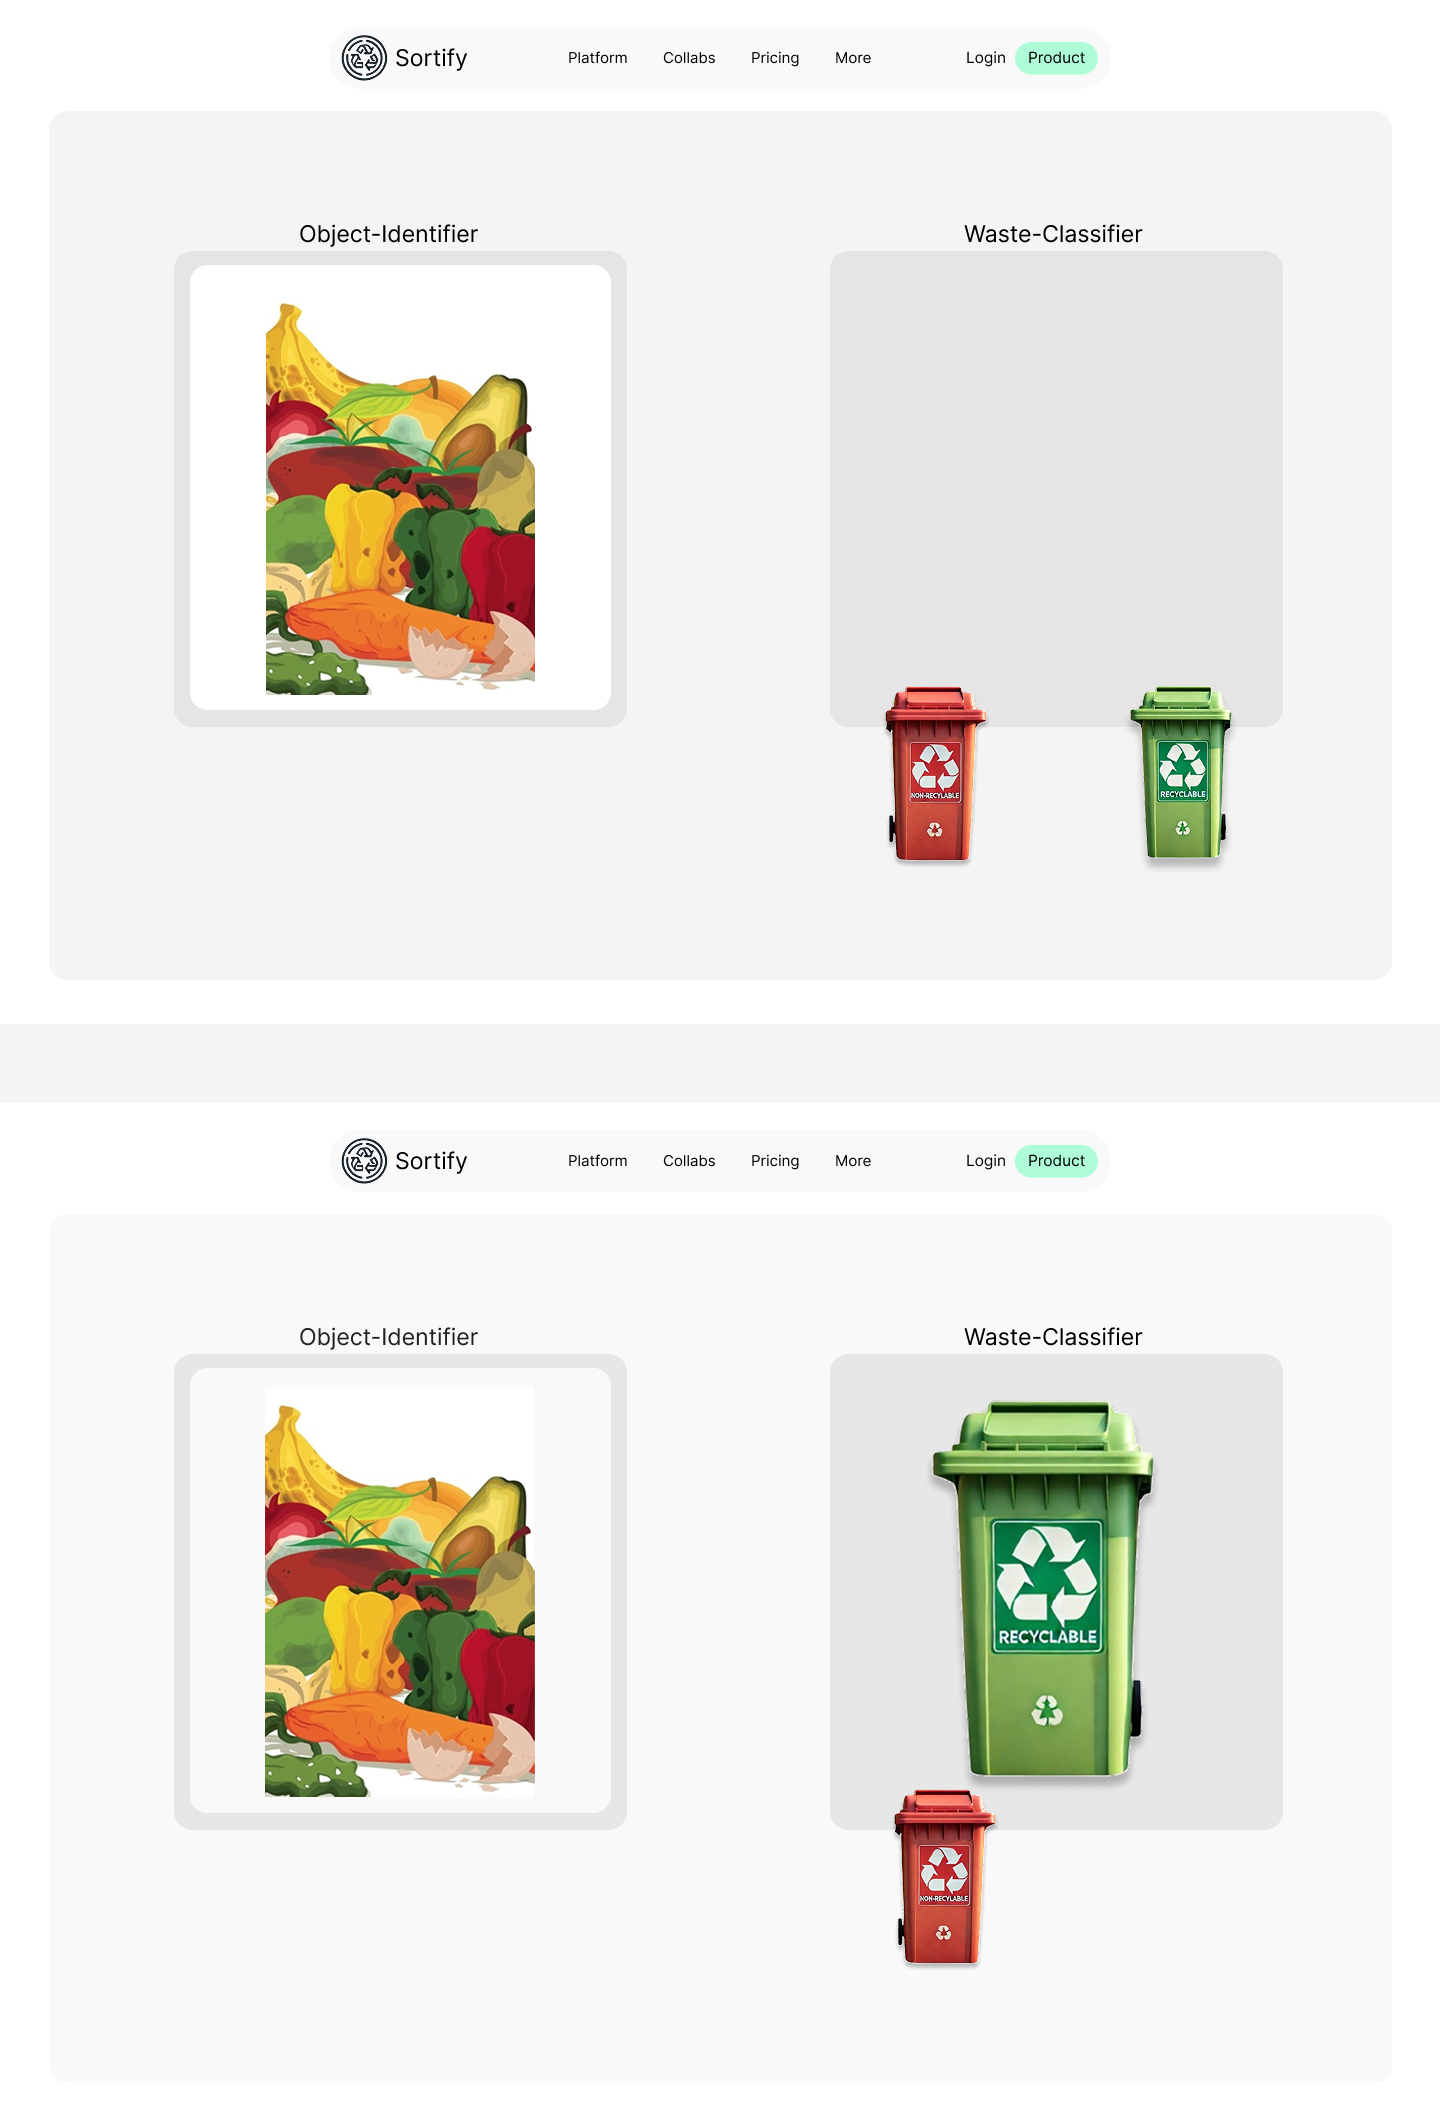 Sortify Platform Collabs Pricing More Login Product
Object-Identifier
Waste-Classifier
NON-RECYLABLE
RECYCLABLE
Sortify Platform Collabs Pricing More Login Product
Object-Identifier
Waste-Classifier
RECYCLABLE
NON-RECYLABLE